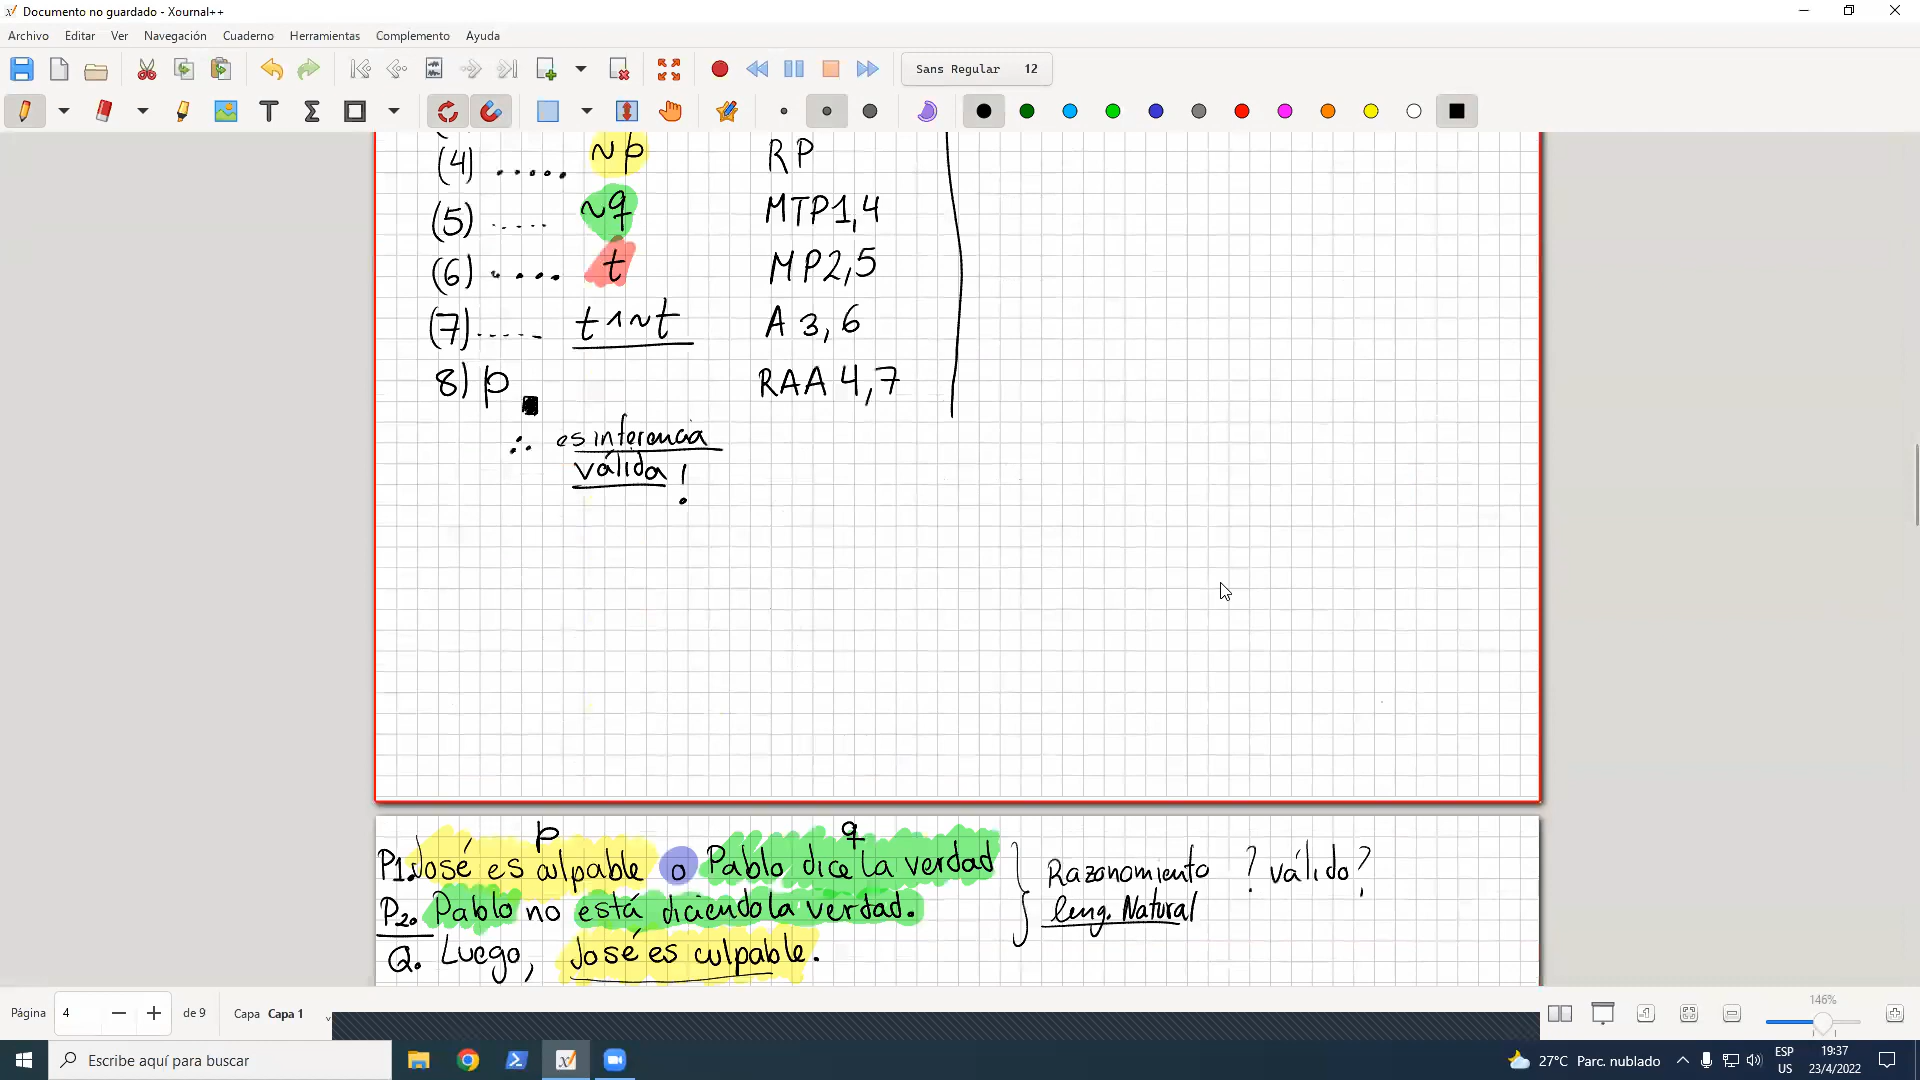 Documento no guardado - Xournal++
Archivo Editar Ver Navegación Cuaderno Herramientas Complemento Ayuda
Sans Regular 12
(4) ..... ~p RP
(5) ..... ~q MTP1,4
(6) ..... t MP2,5
(7) ..... t∧~t A 3,6
8) p RAA 4,7
∴ es inferencia
válida!
p q
P1. José es culpable o Pablo dice la verdad
P2. Pablo no está diciendo la verdad.
Q. Luego, José es culpable.
Razonomiento ? válido?
leng. Natural
Página 4 de 9 Capa Capa 1
146%
Escribe aquí para buscar
27°C Parc. nublado
ESP
US
19:37
23/4/2022